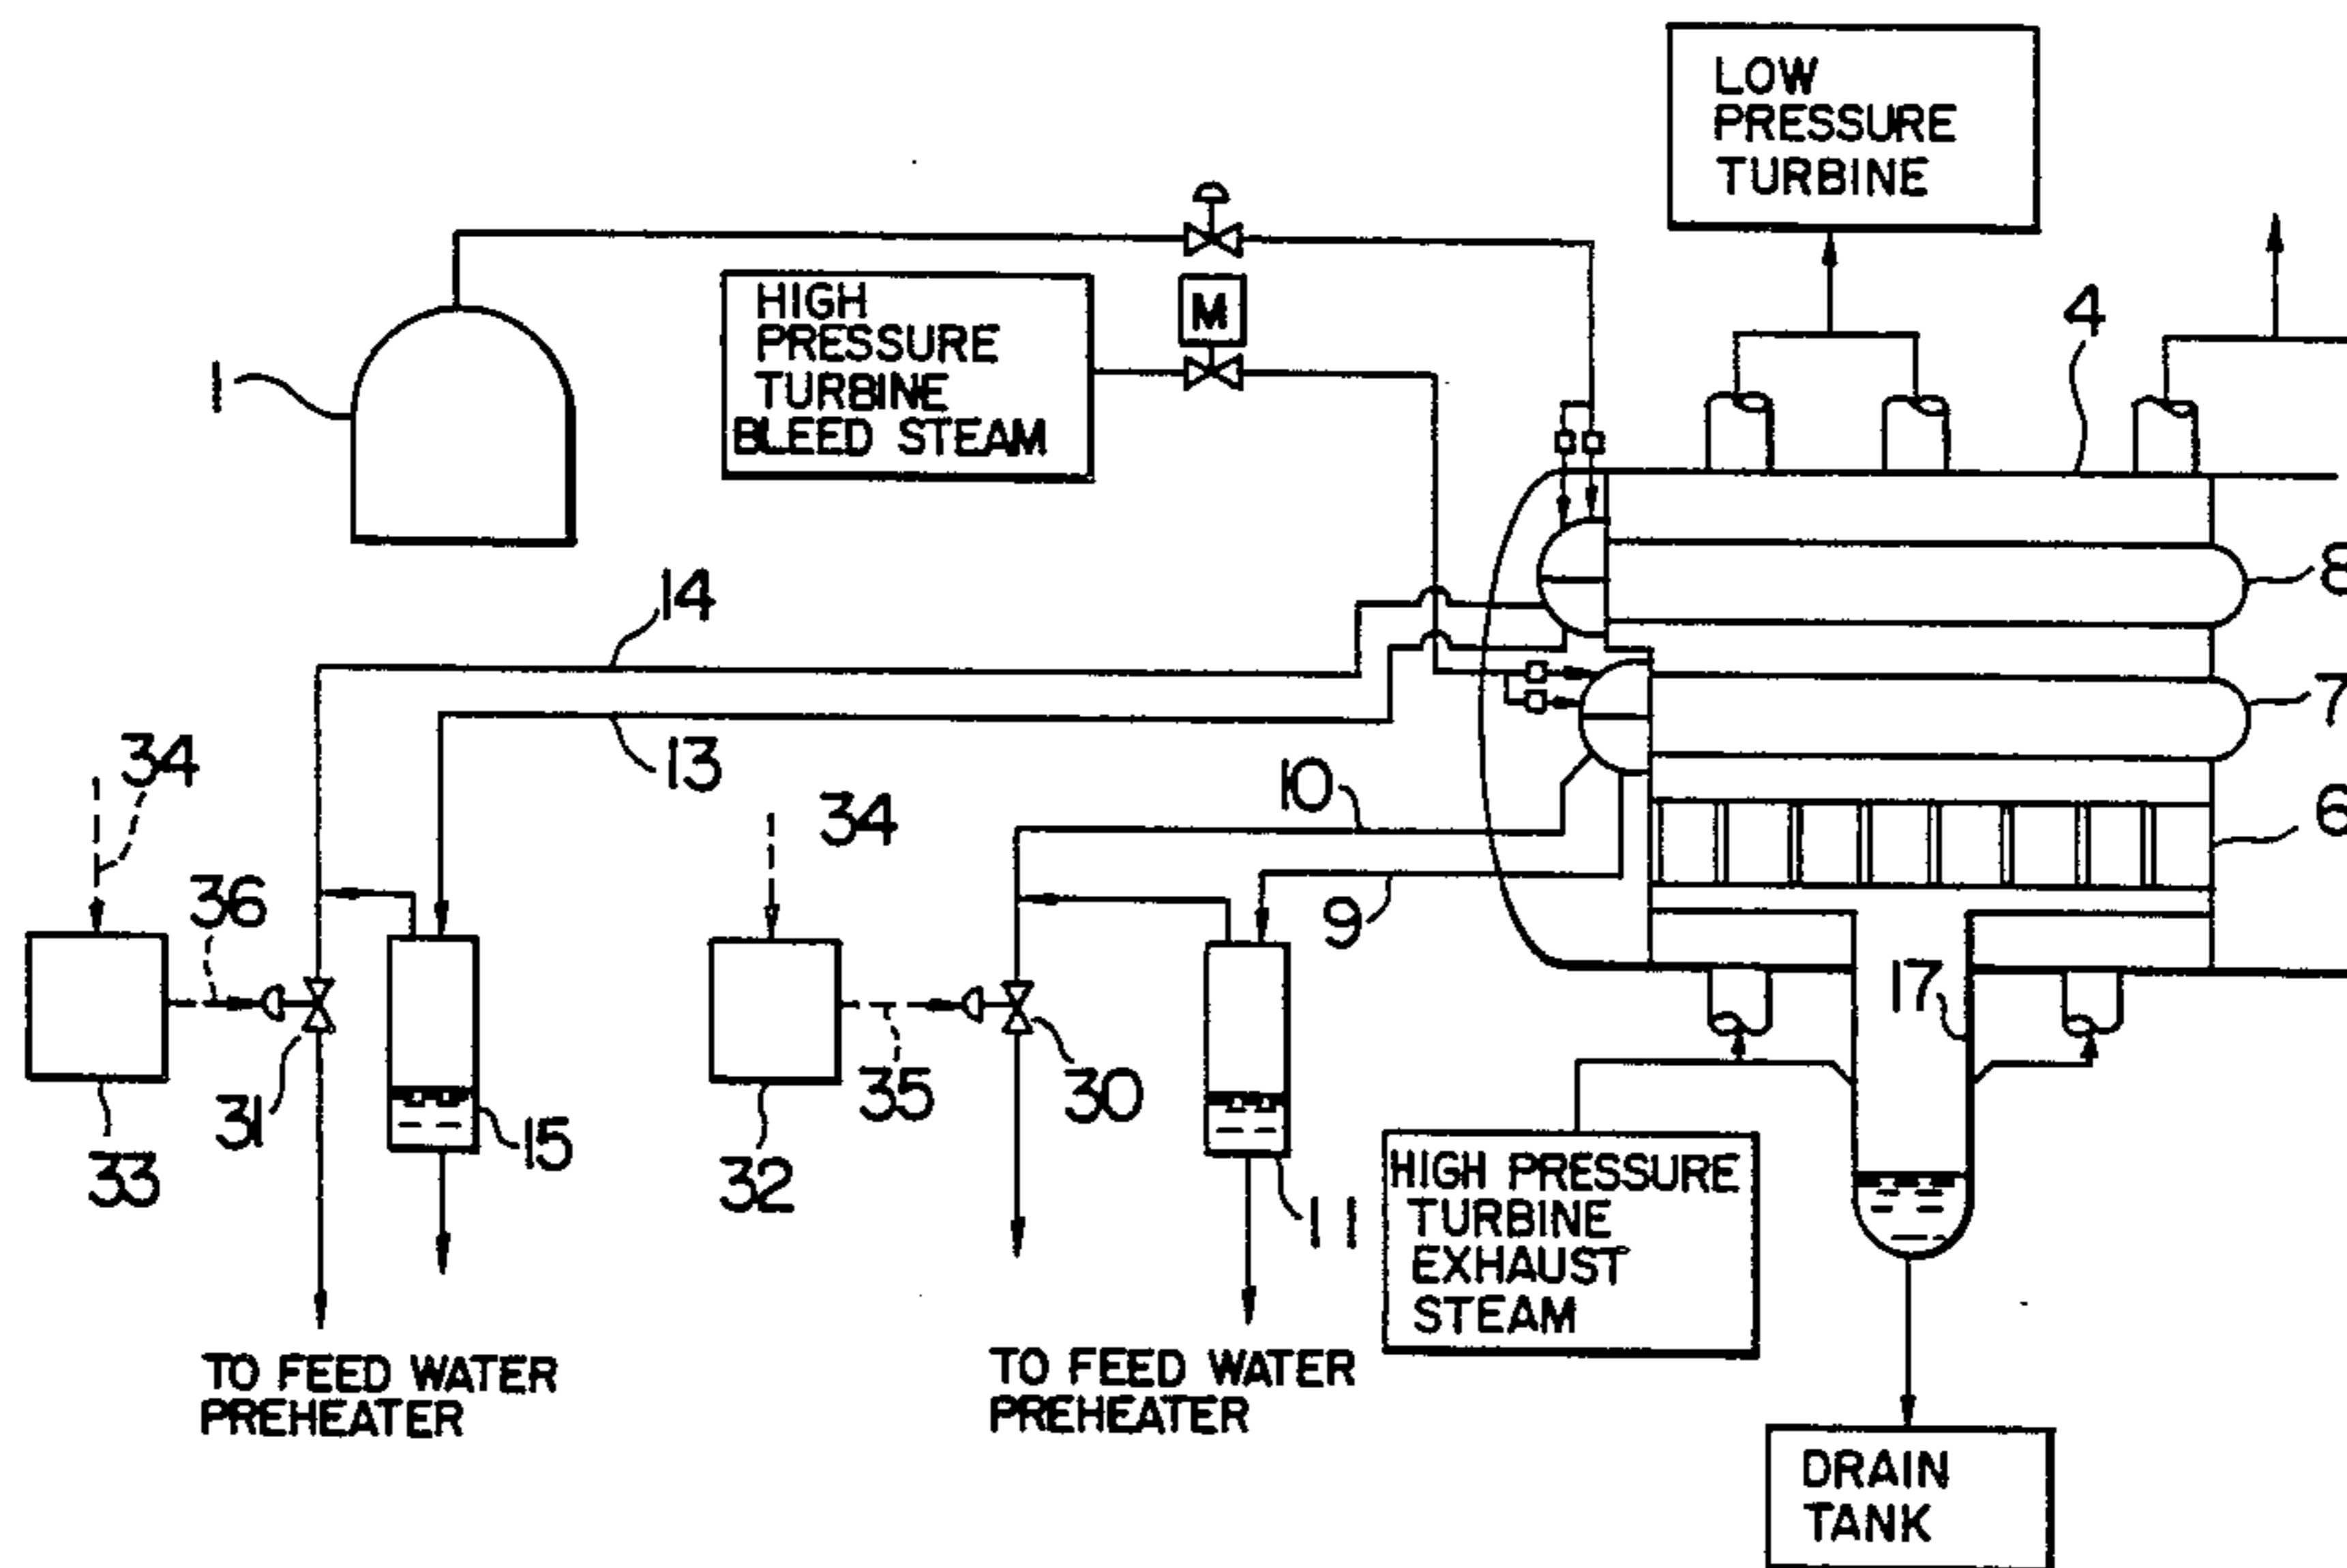 LOW
PRESSURE
TURBINE
HIGH
PRESSURE
TURBINE
BLEED STEAM
M
4
1
8
14
7
13
34
10
34
6
36
9
17
31
35
30
15
33
32
11
HIGH PRESSURE
TURBINE
EXHAUST
STEAM
TO FEED WATER
PREHEATER
TO FEED WATER
PREHEATER
DRAIN
TANK